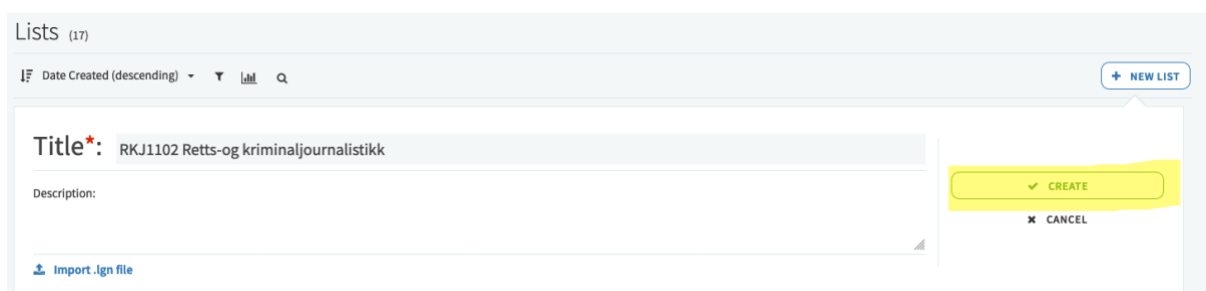 Lists (17)
Date Created (descending)
+ NEW LIST
Title*: RKJ1102 Retts-og kriminaljournalistikk
Description:
✓ CREATE
✖ CANCEL
Import .lgn file